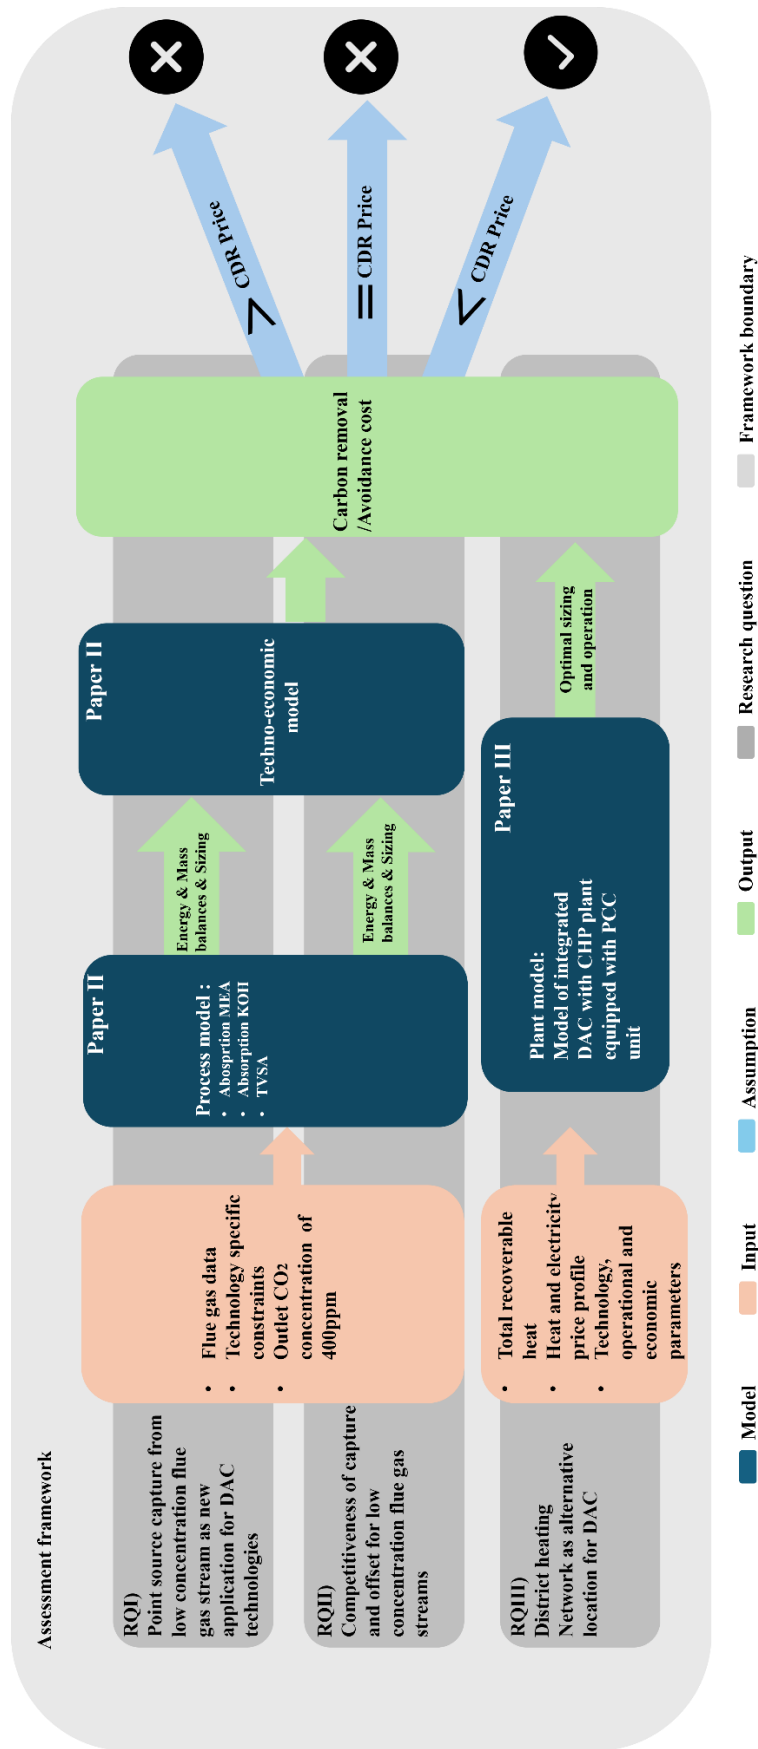 Assessment framework
RQI)
Point source capture from
low concentration flue
gas stream as new
application for DAC
technologies
RQII)
Competitiveness of capture
and offset for low
concentration flue gas
streams
RQIII)
District heating
Network as alternative
location for DAC
• Flue gas data
• Technology specific
constraints
• Outlet CO2
concentration of
400ppm
• Total recoverable
heat
• Heat and electricity
price profile
• Technology,
operational and
economic
parameters
Paper II
Process model :
• Abosprtion MEA
• Absorption KOH
• TVSA
Energy & Mass
balances & Sizing
Energy & Mass
balances & Sizing
Paper II
Techno-economic
model
Paper III
Plant model:
Model of integrated
DAC with CHP plant
equipped with PCC
unit
Optimal sizing
and operation
Carbon removal
/Avoidance cost
> CDR Price
= CDR Price
< CDR Price
Model
Input
Assumption
Output
Research question
Framework boundary